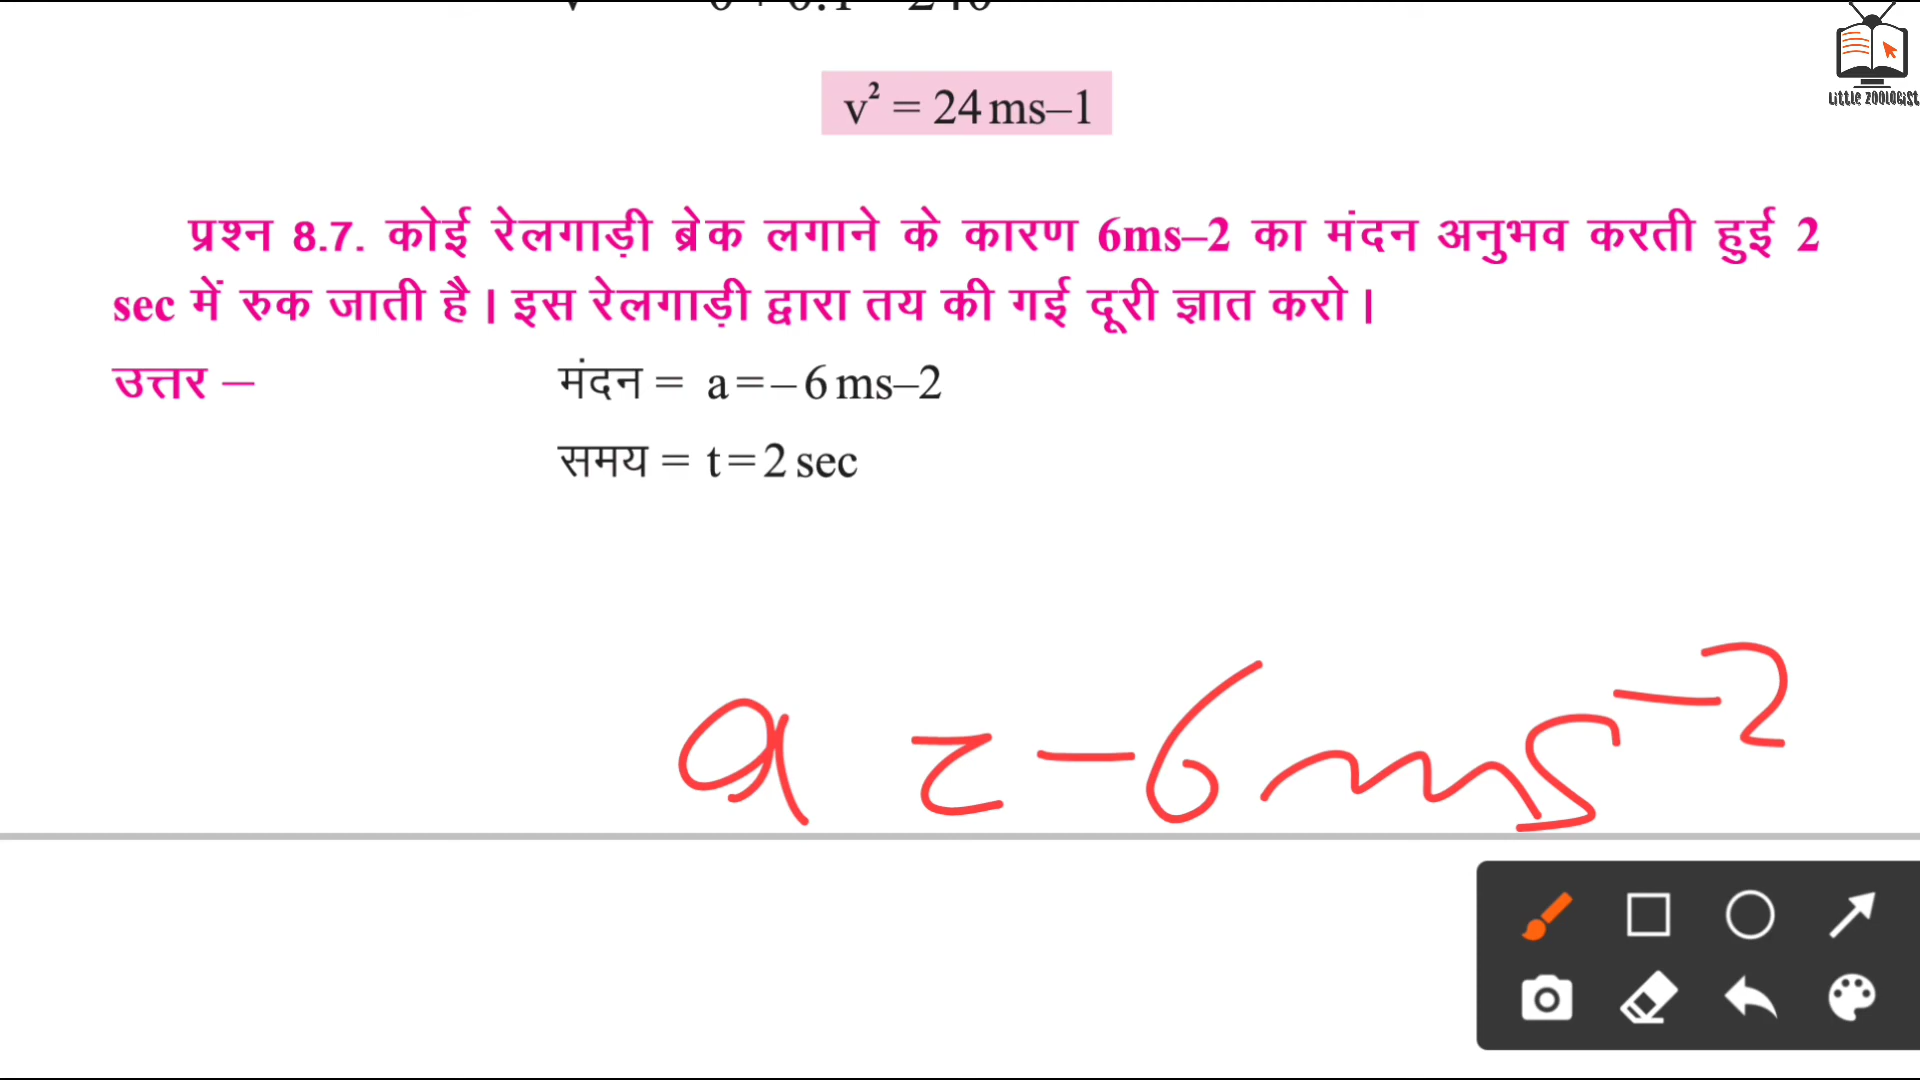 v² = 24 ms–1
LittLE ZOOLOGiSt
प्रश्न 8.7. कोई रेलगाड़ी ब्रेक लगाने के कारण 6ms–2 का मंदन अनुभव करती हुई 2
sec में रुक जाती है। इस रेलगाड़ी द्वारा तय की गई दूरी ज्ञात करो।
उत्तर – मंदन = a = – 6 ms–2
समय = t = 2 sec
a = -6 ms⁻²